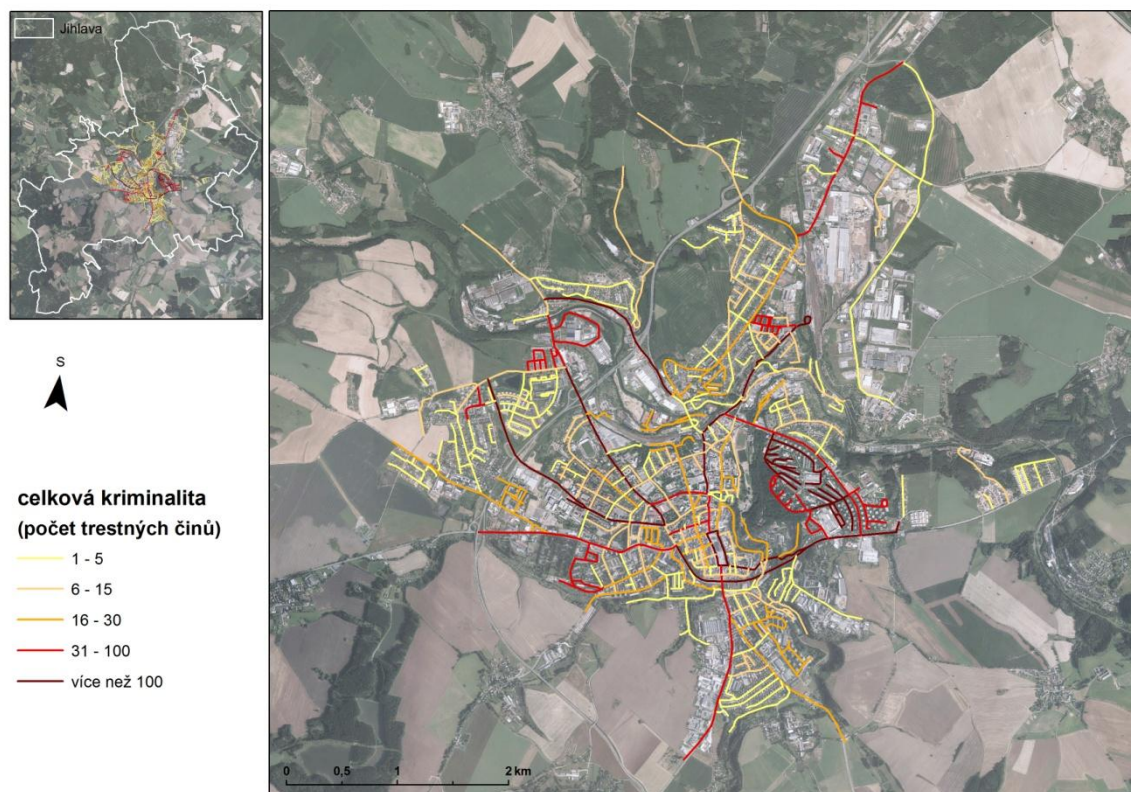 Jihlava
S
celková kriminalita
(počet trestných činů)
1 - 5
6 - 15
16 - 30
31 - 100
více než 100
0 0,5 1 2 km